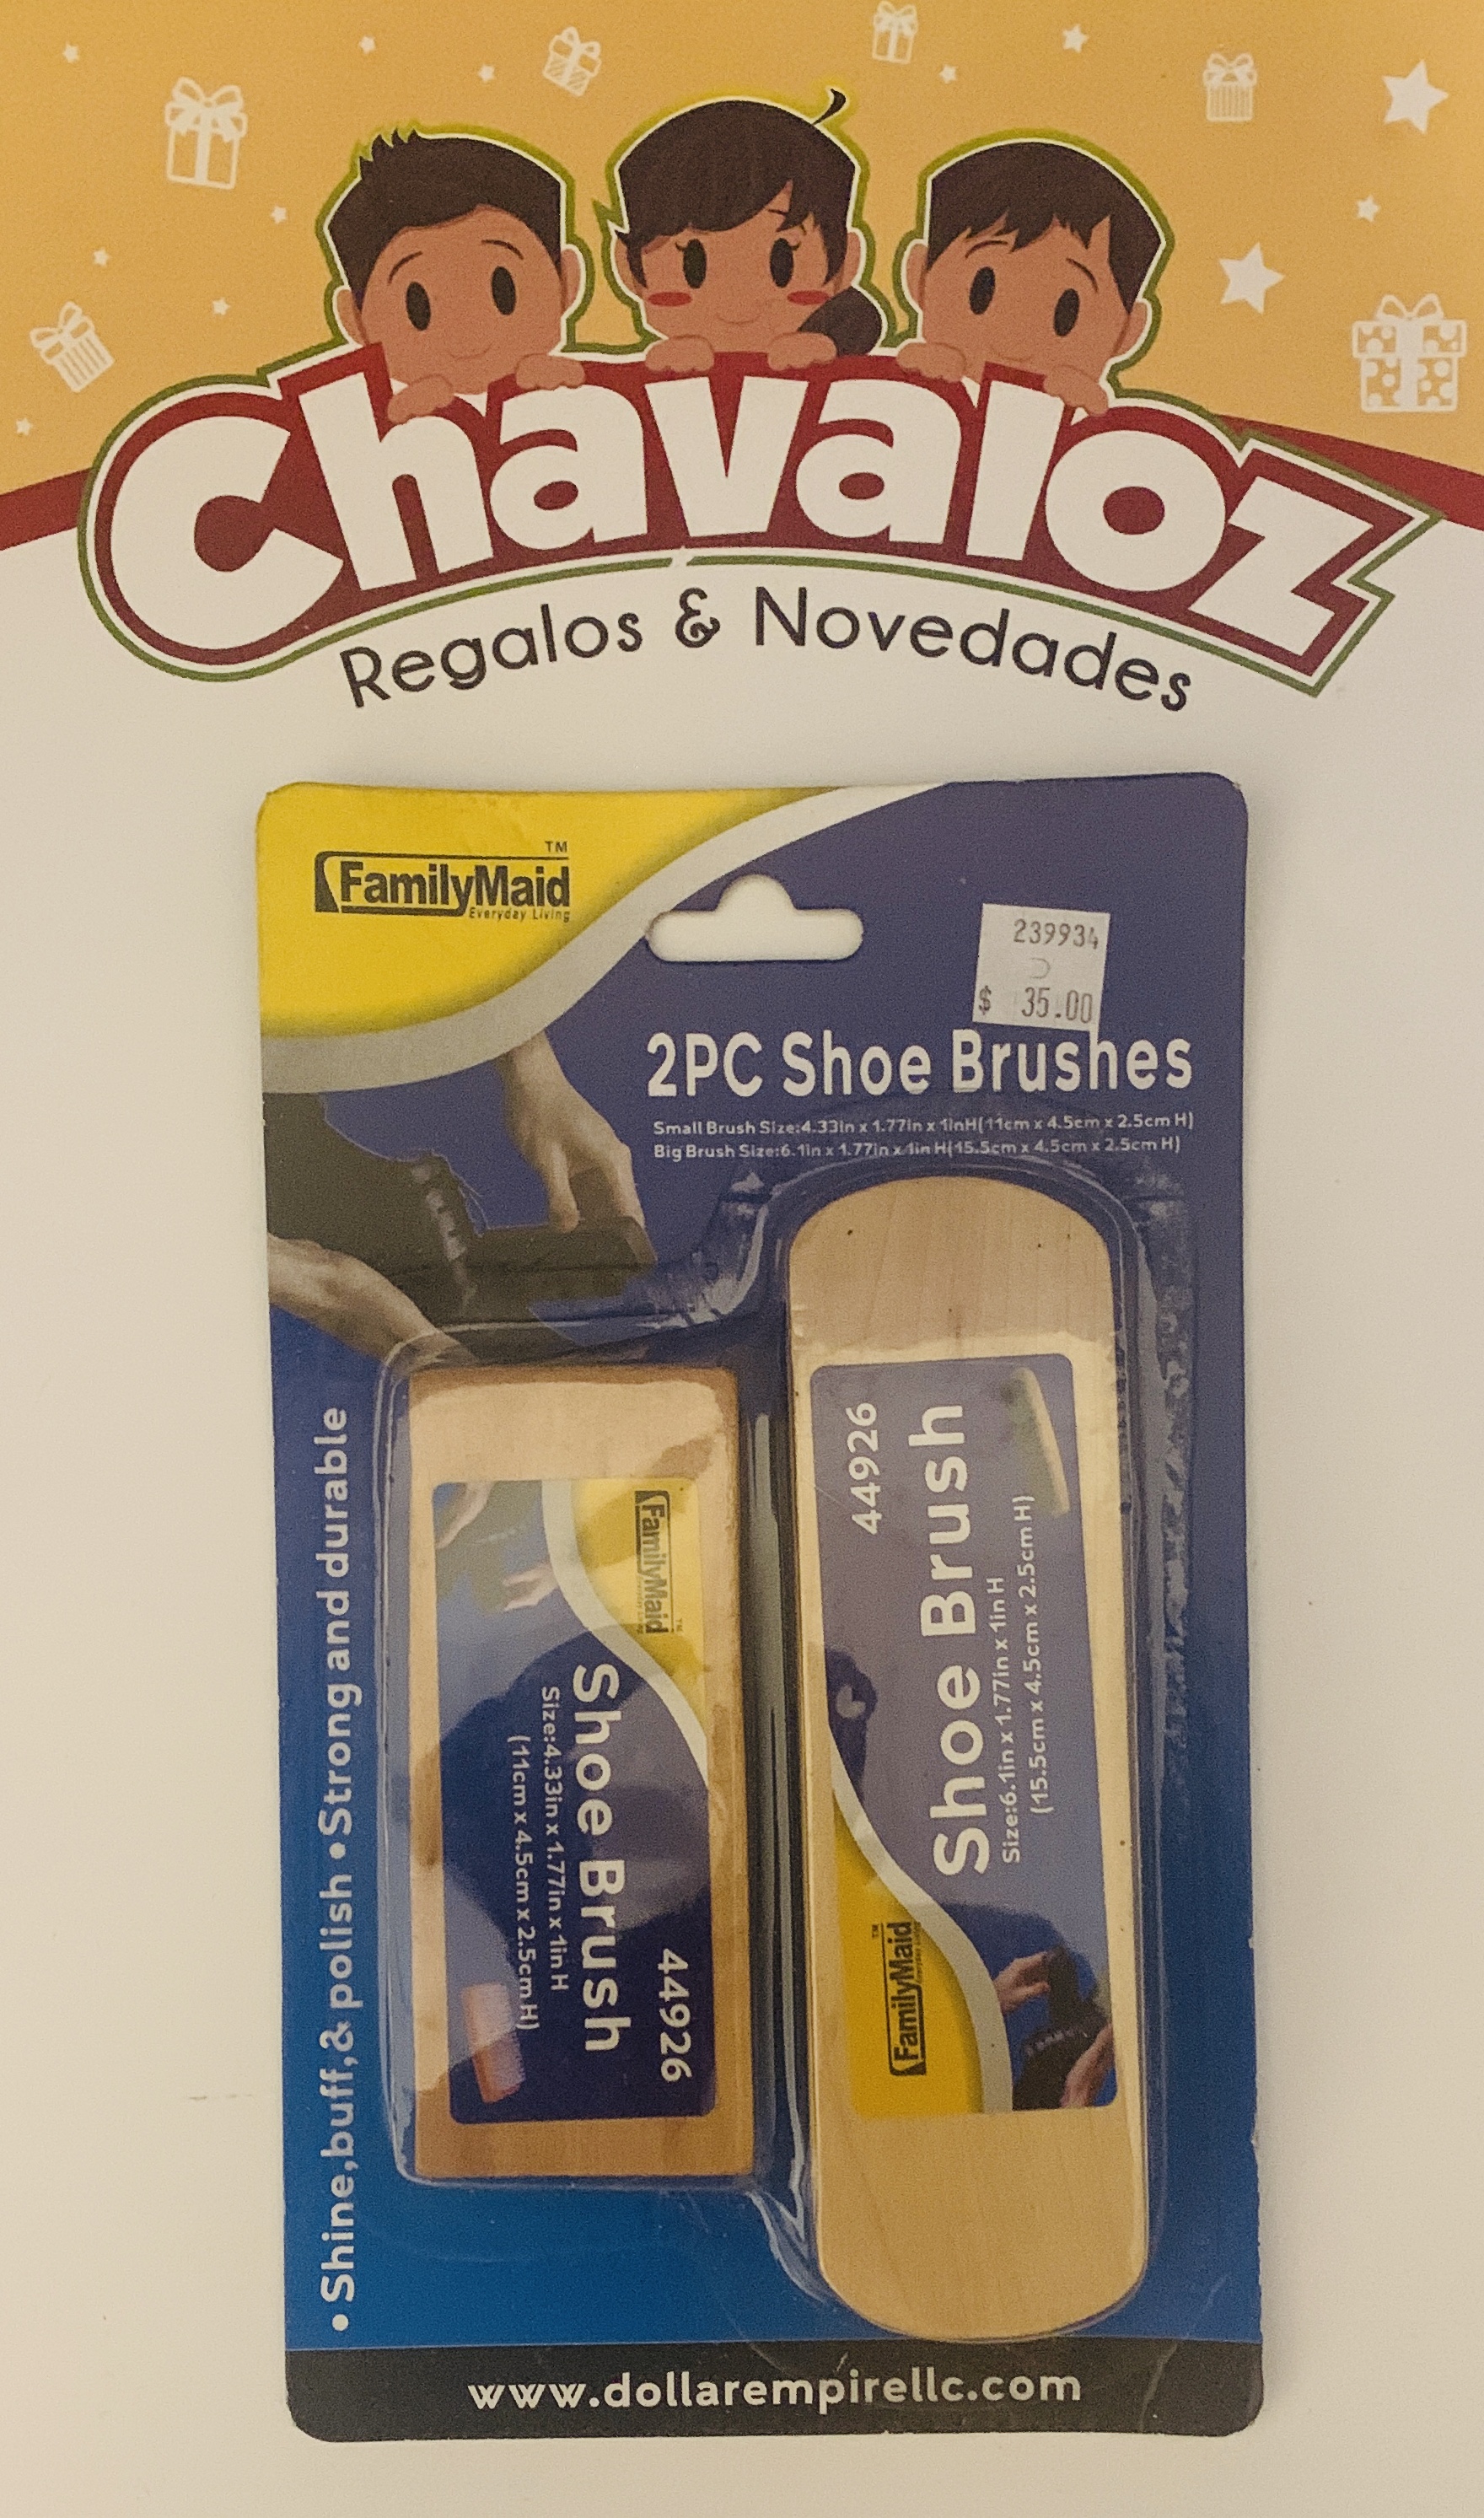 Chavaloz
Regalos & Novedades
FamilyMaid™
Everyday Living
239934
$ 35.00
2PC Shoe Brushes
Small Brush Size:4.33in x 1.77in x 1inH(11cm x 4.5cm x 2.5cm H)
Big Brush Size:6.1in x 1.77in x 1in H(15.5cm x 4.5cm x 2.5cm H)
• Shine,buff,& polish • Strong and durable
FamilyMaid™
44926
Shoe Brush
Size:4.33in x 1.77in x 1in H
(11cm x 4.5cm x 2.5cm H)
44926
Shoe Brush
Size:6.1in x 1.77in x 1in H
(15.5cm x 4.5cm x 2.5cm H)
FamilyMaid™
www.dollarempirellc.com